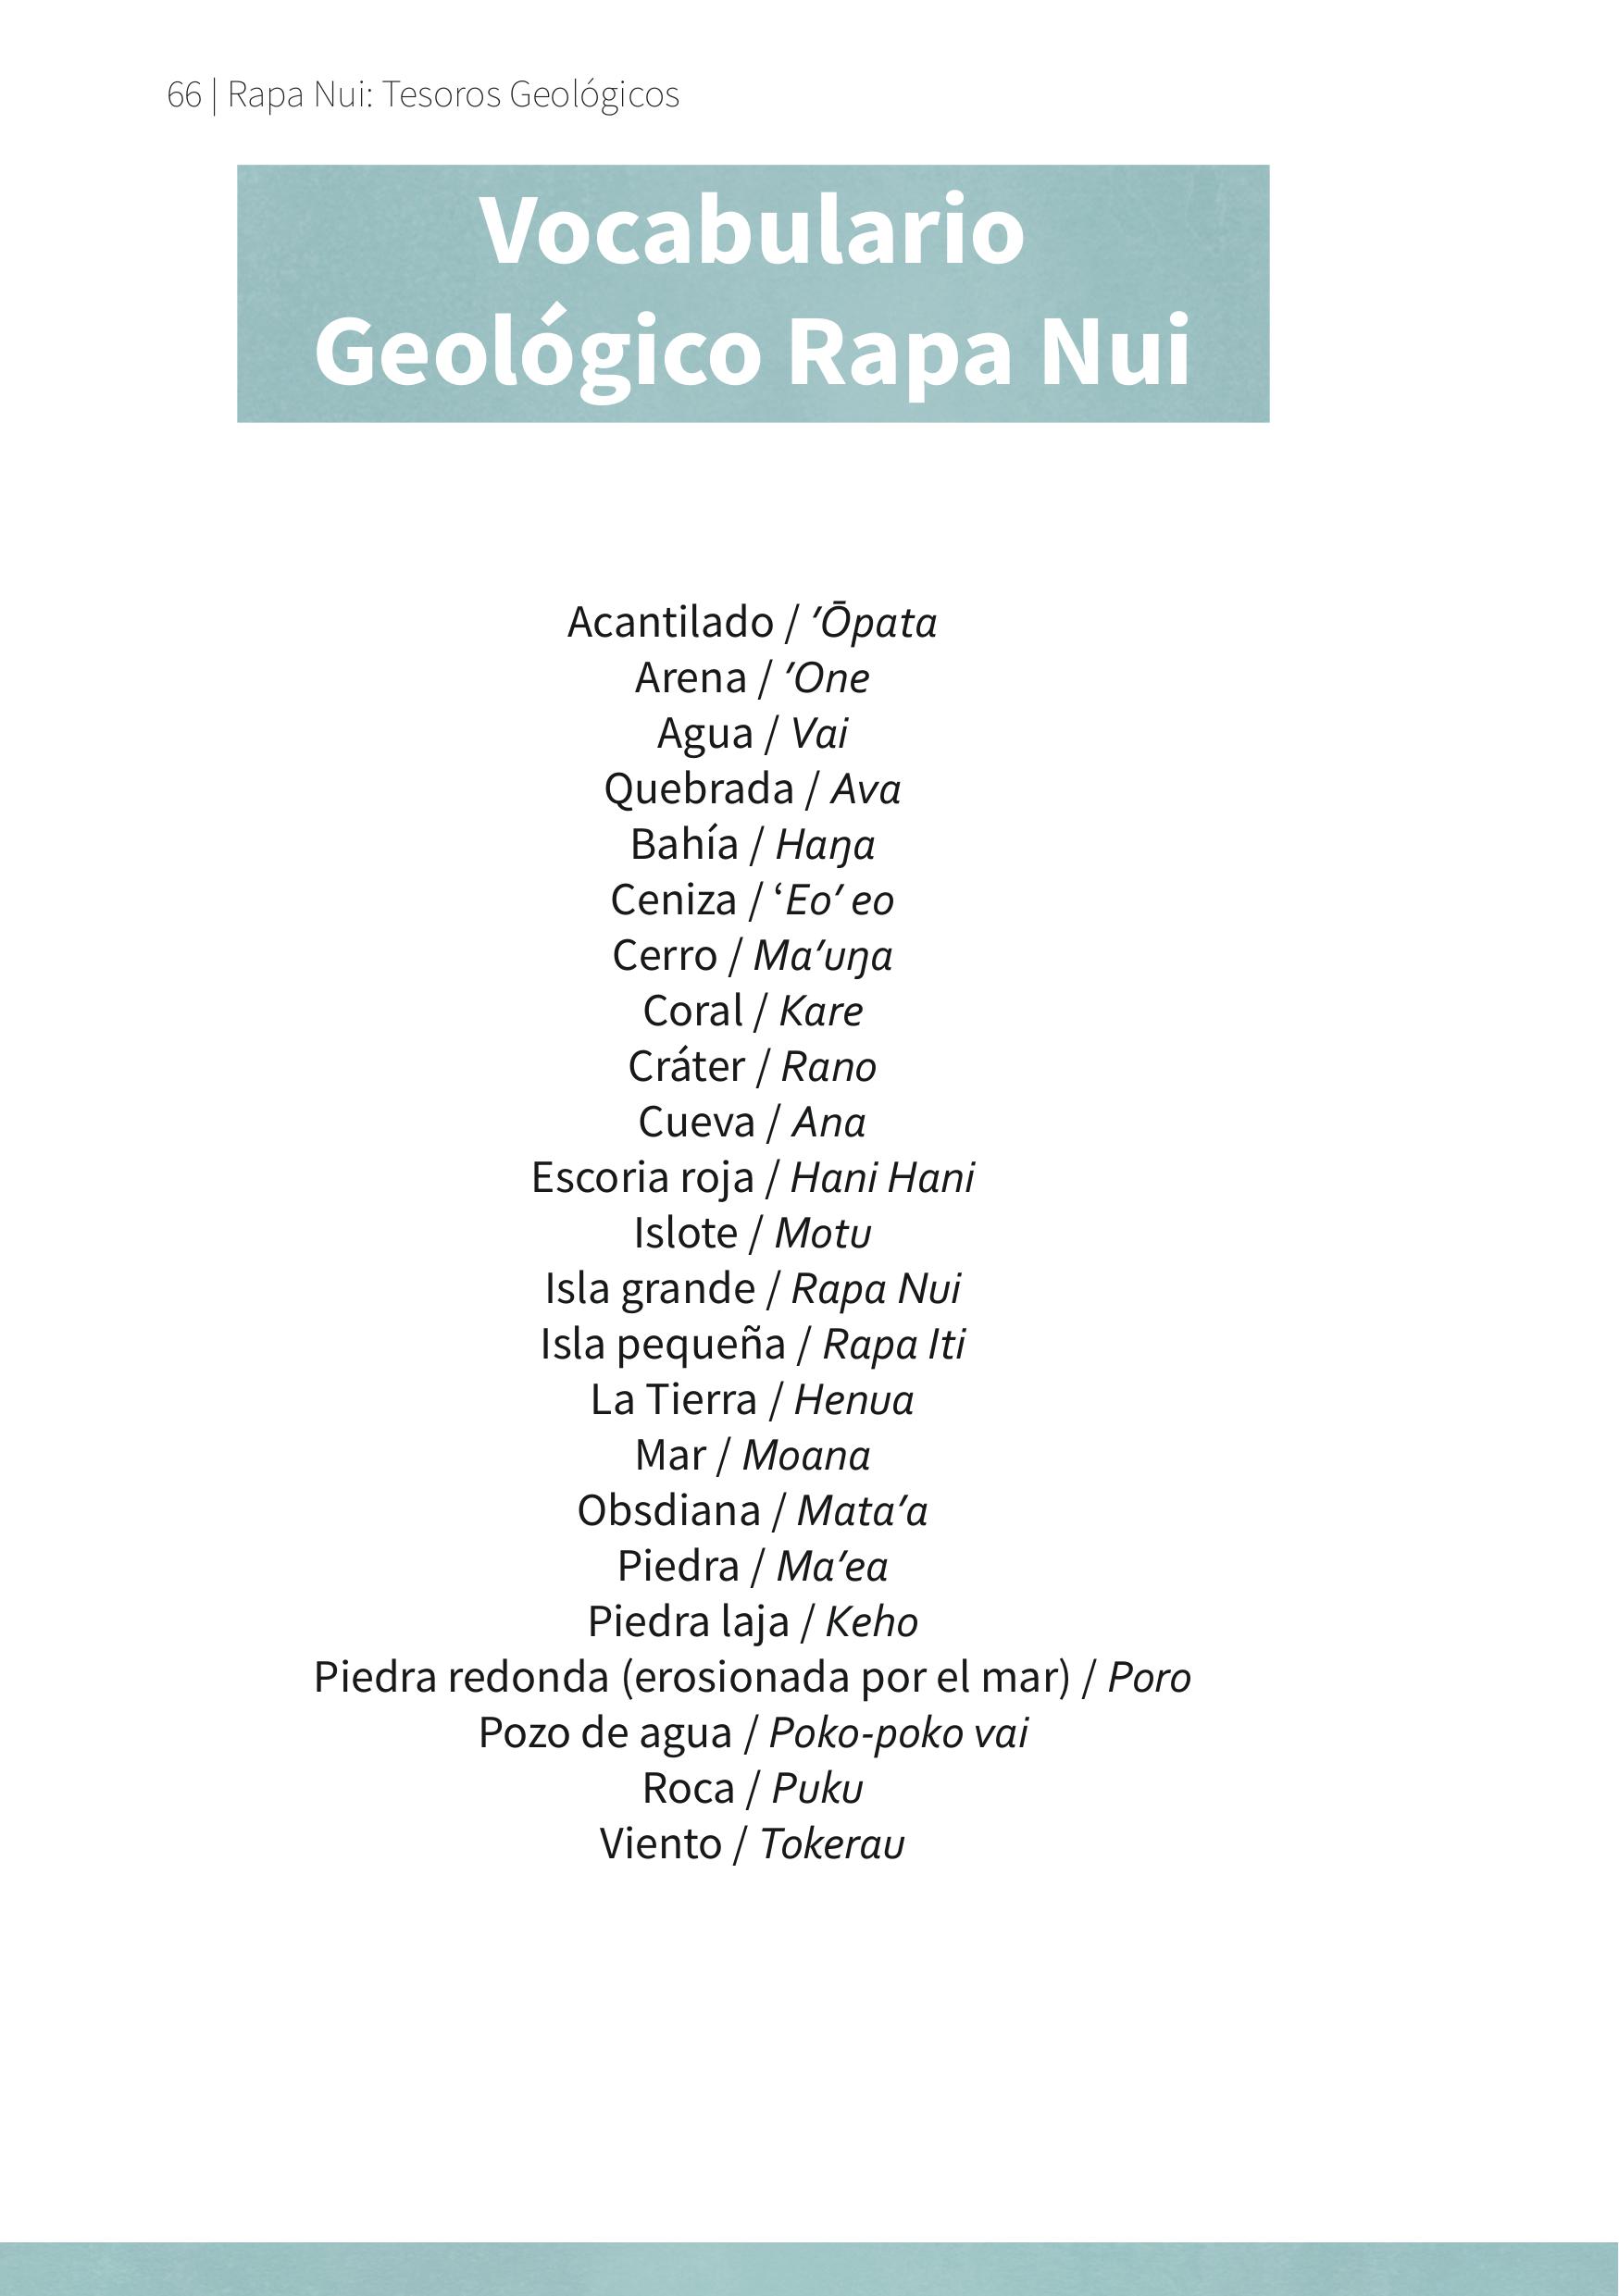 66 | Rapa Nui: Tesoros Geológicos
Vocabulario
Geológico Rapa Nui
Acantilado / ′Ōpata
Arena / ′One
Agua / Vai
Quebrada / Ava
Bahía / Haŋa
Ceniza / ‘Eo′ eo
Cerro / Ma′uŋa
Coral / Kare
Cráter / Rano
Cueva / Ana
Escoria roja / Hani Hani
Islote / Motu
Isla grande / Rapa Nui
Isla pequeña / Rapa Iti
La Tierra / Henua
Mar / Moana
Obsdiana / Mata′a
Piedra / Ma′ea
Piedra laja / Keho
Piedra redonda (erosionada por el mar) / Poro
Pozo de agua / Poko-poko vai
Roca / Puku
Viento / Tokerau